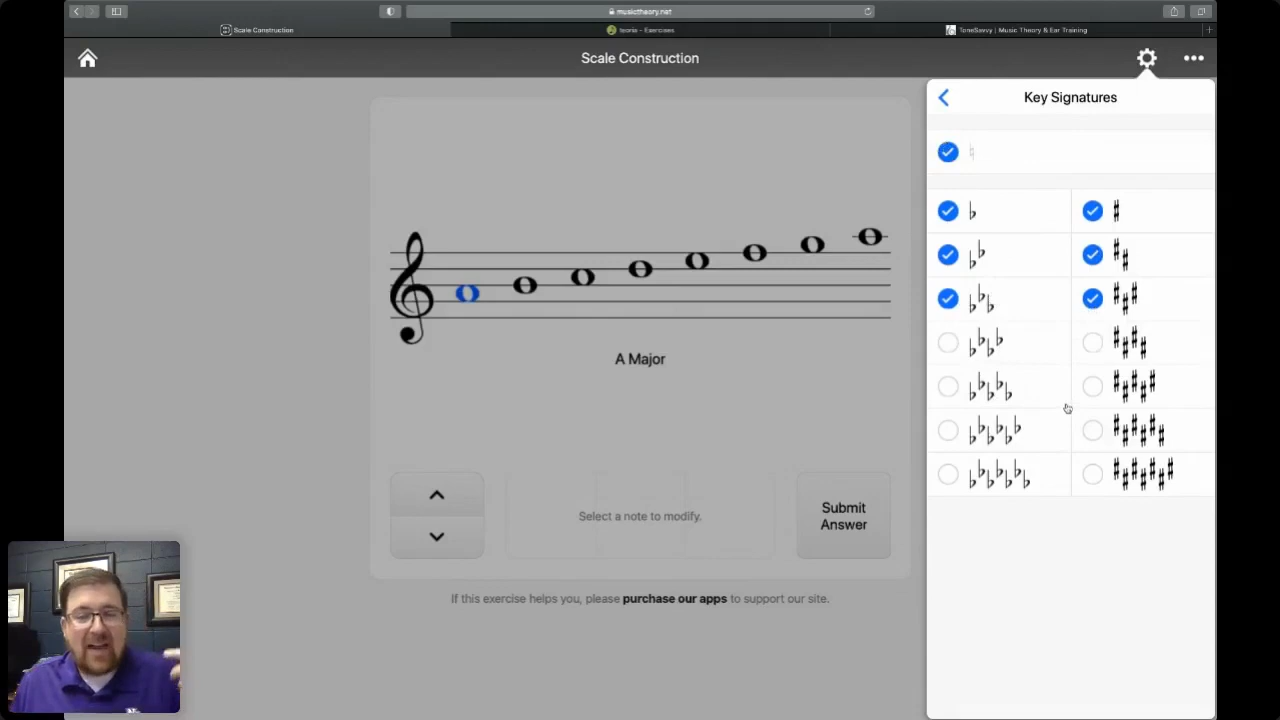 musictheory.net
Scale Construction
teoria - Exercises
ToneSavvy | Music Theory & Ear Training
Scale Construction
Key Signatures
A Major
Select a note to modify.
Submit
Answer
If this exercise helps you, please purchase our apps to support our site.